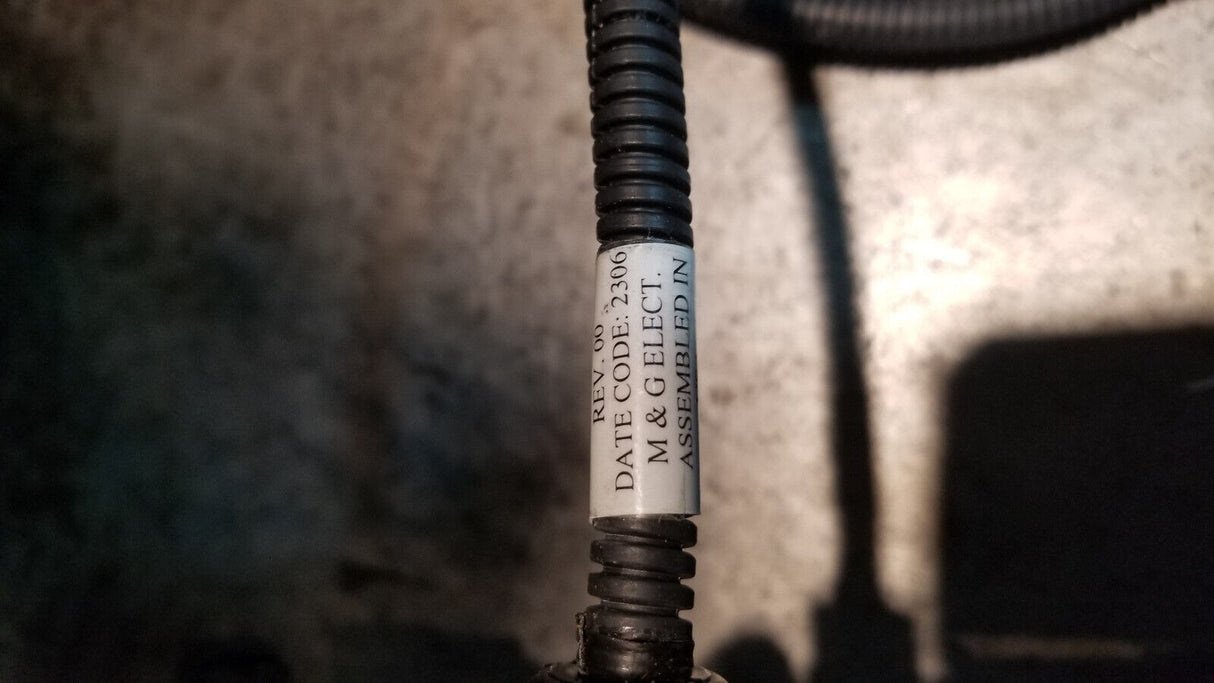 REV. 00
DATE CODE: 2306
M & G ELECT.
ASSEMBLED IN